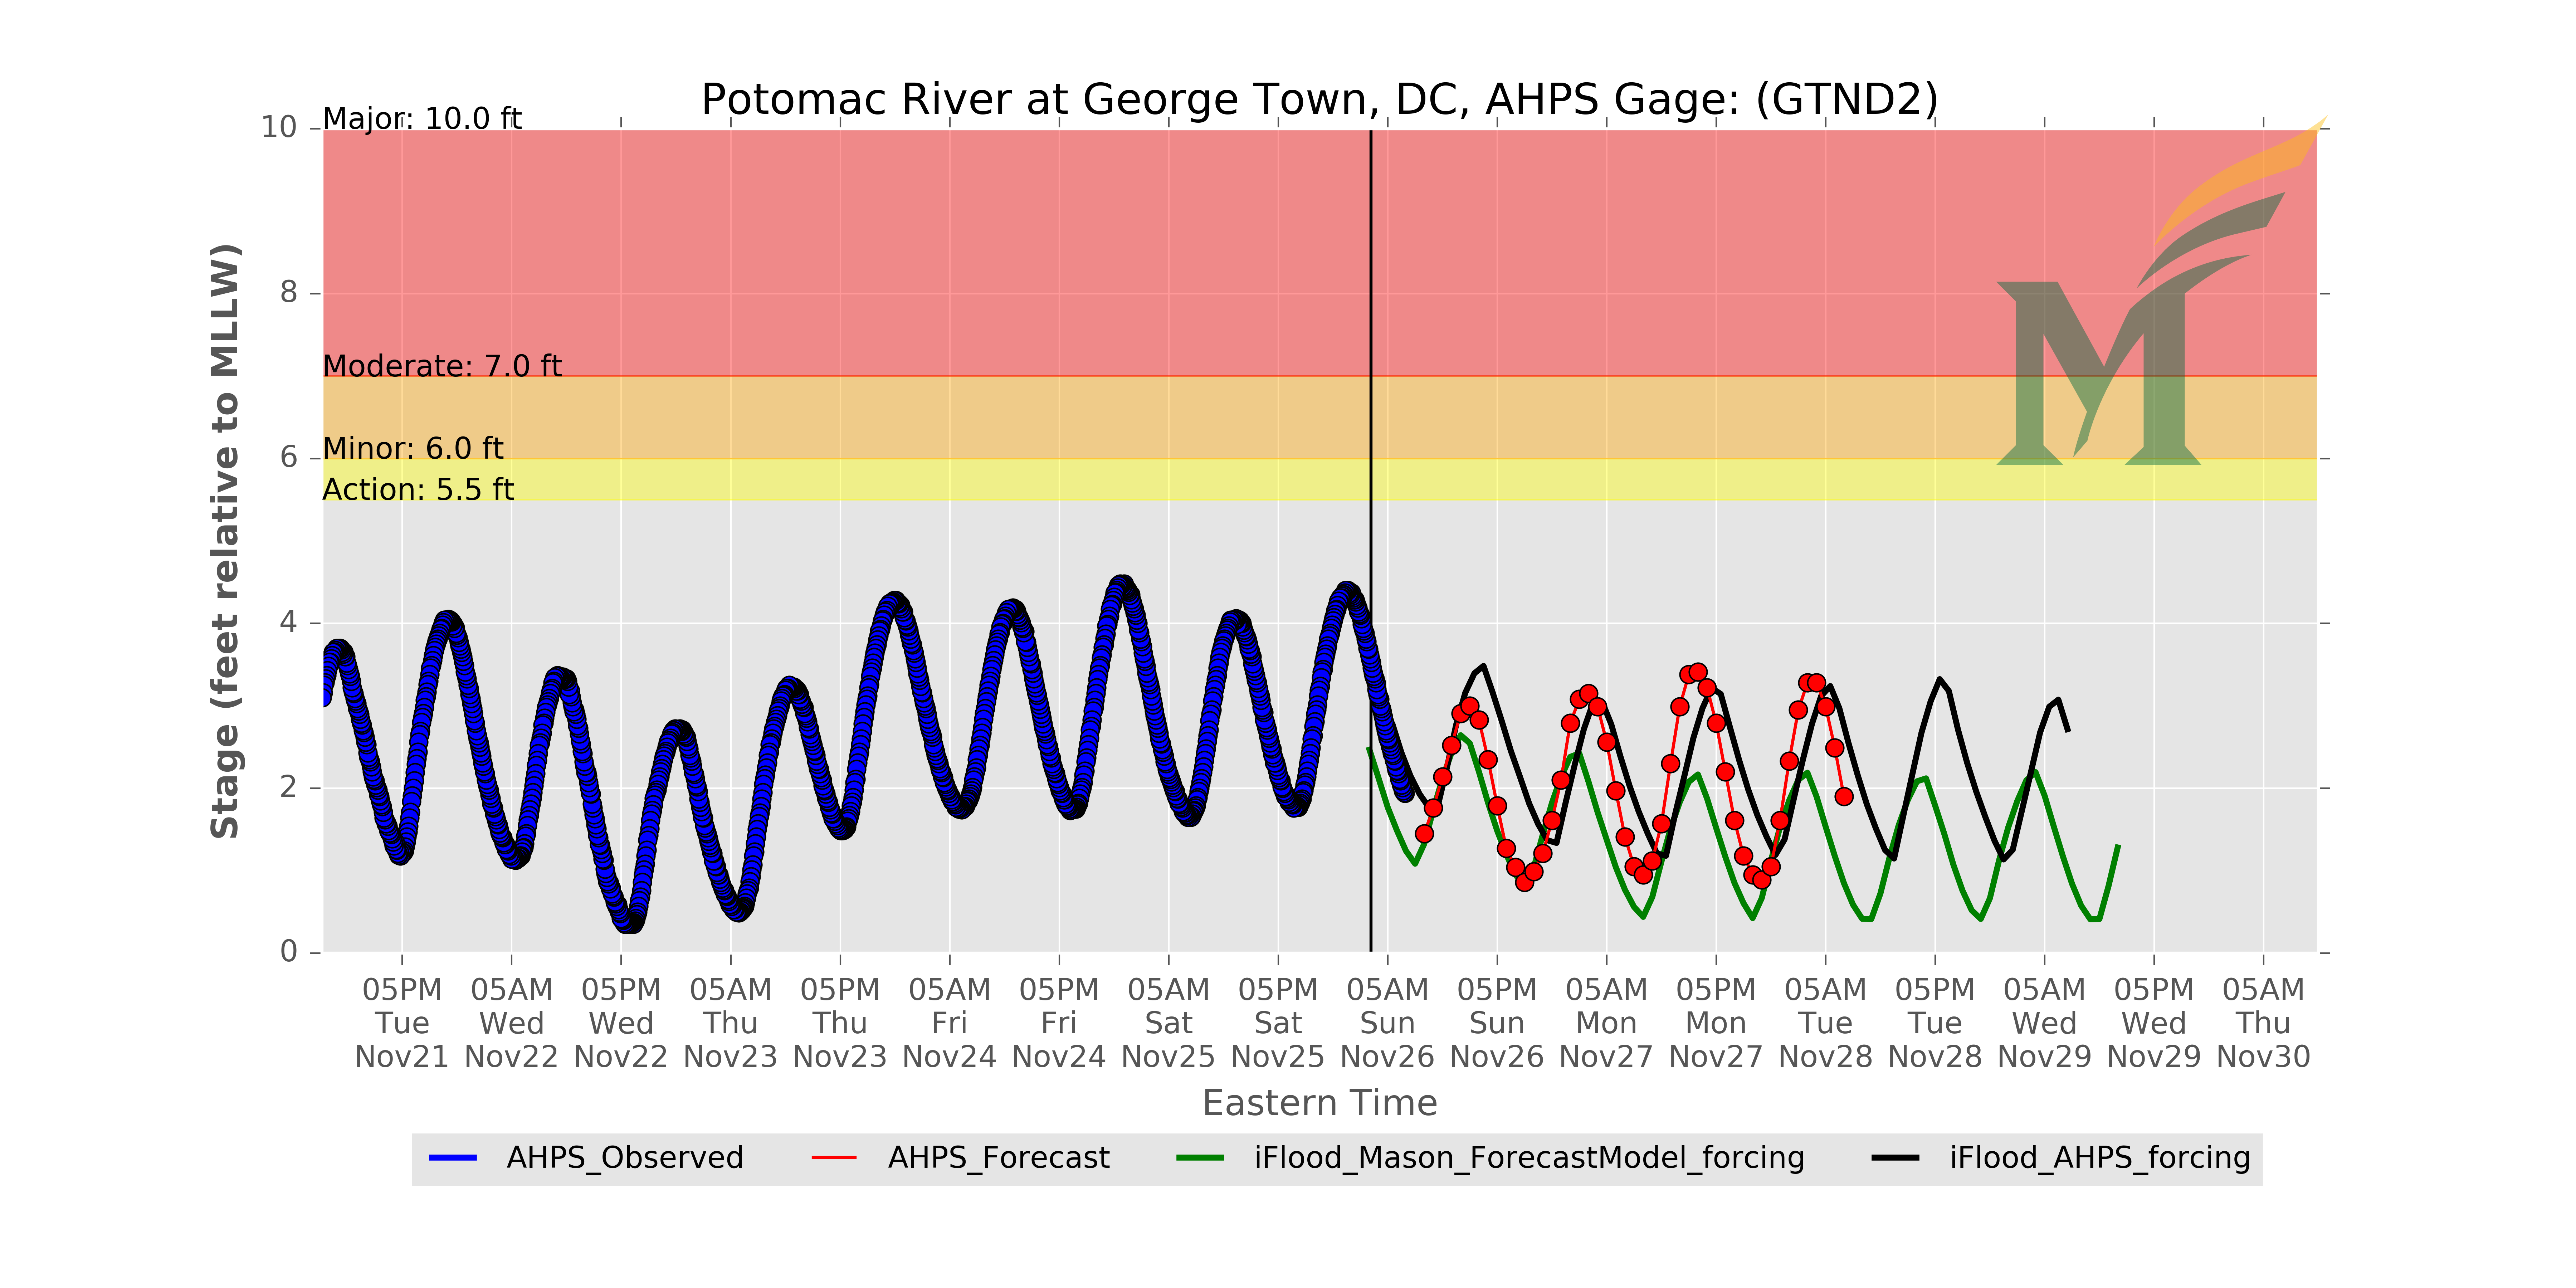 Potomac River at George Town, DC, AHPS Gage: (GTND2)
Major: 10.0 ft
Moderate: 7.0 ft
Minor: 6.0 ft
Action: 5.5 ft
10
8
6
4
2
0
Stage (feet relative to MLLW)
05PM 05AM 05PM 05AM 05PM 05AM 05PM 05AM 05PM 05AM 05PM 05AM 05PM 05AM 05PM 05AM 05PM 05AM
Tue Wed Wed Thu Thu Fri Fri Sat Sat Sun Sun Mon Mon Tue Tue Wed Wed Thu
Nov21 Nov22 Nov22 Nov23 Nov23 Nov24 Nov24 Nov25 Nov25 Nov26 Nov26 Nov27 Nov27 Nov28 Nov28 Nov29 Nov29 Nov30
Eastern Time
AHPS_Observed AHPS_Forecast iFlood_Mason_ForecastModel_forcing iFlood_AHPS_forcing
M